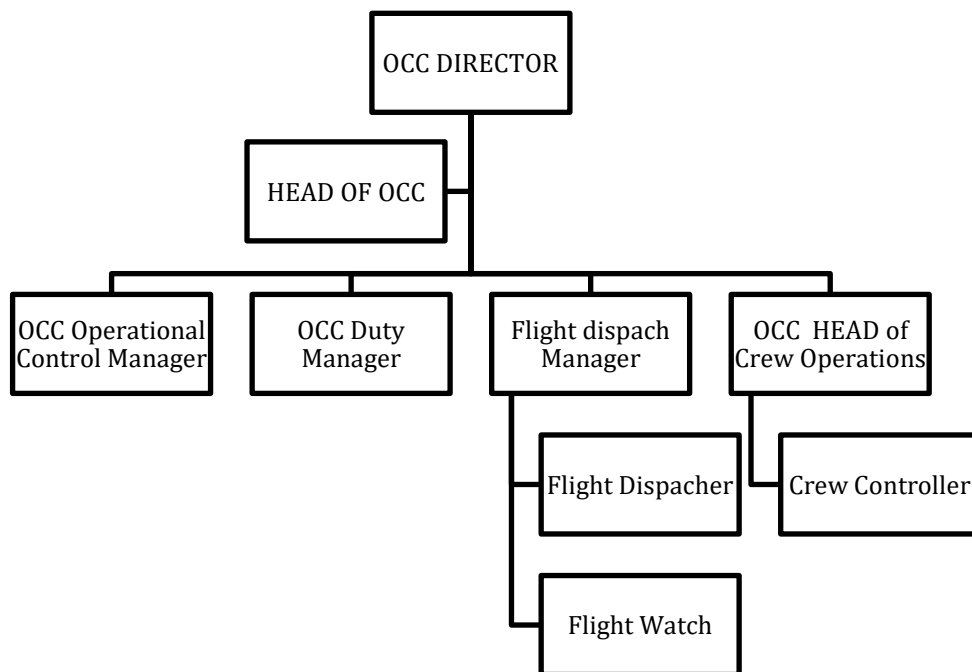 OCC DIRECTOR
HEAD OF OCC
OCC Operational
Control Manager
OCC Duty
Manager
Flight dispach
Manager
OCC  HEAD of
Crew Operations
Flight Dispacher
Crew Controller
Flight Watch